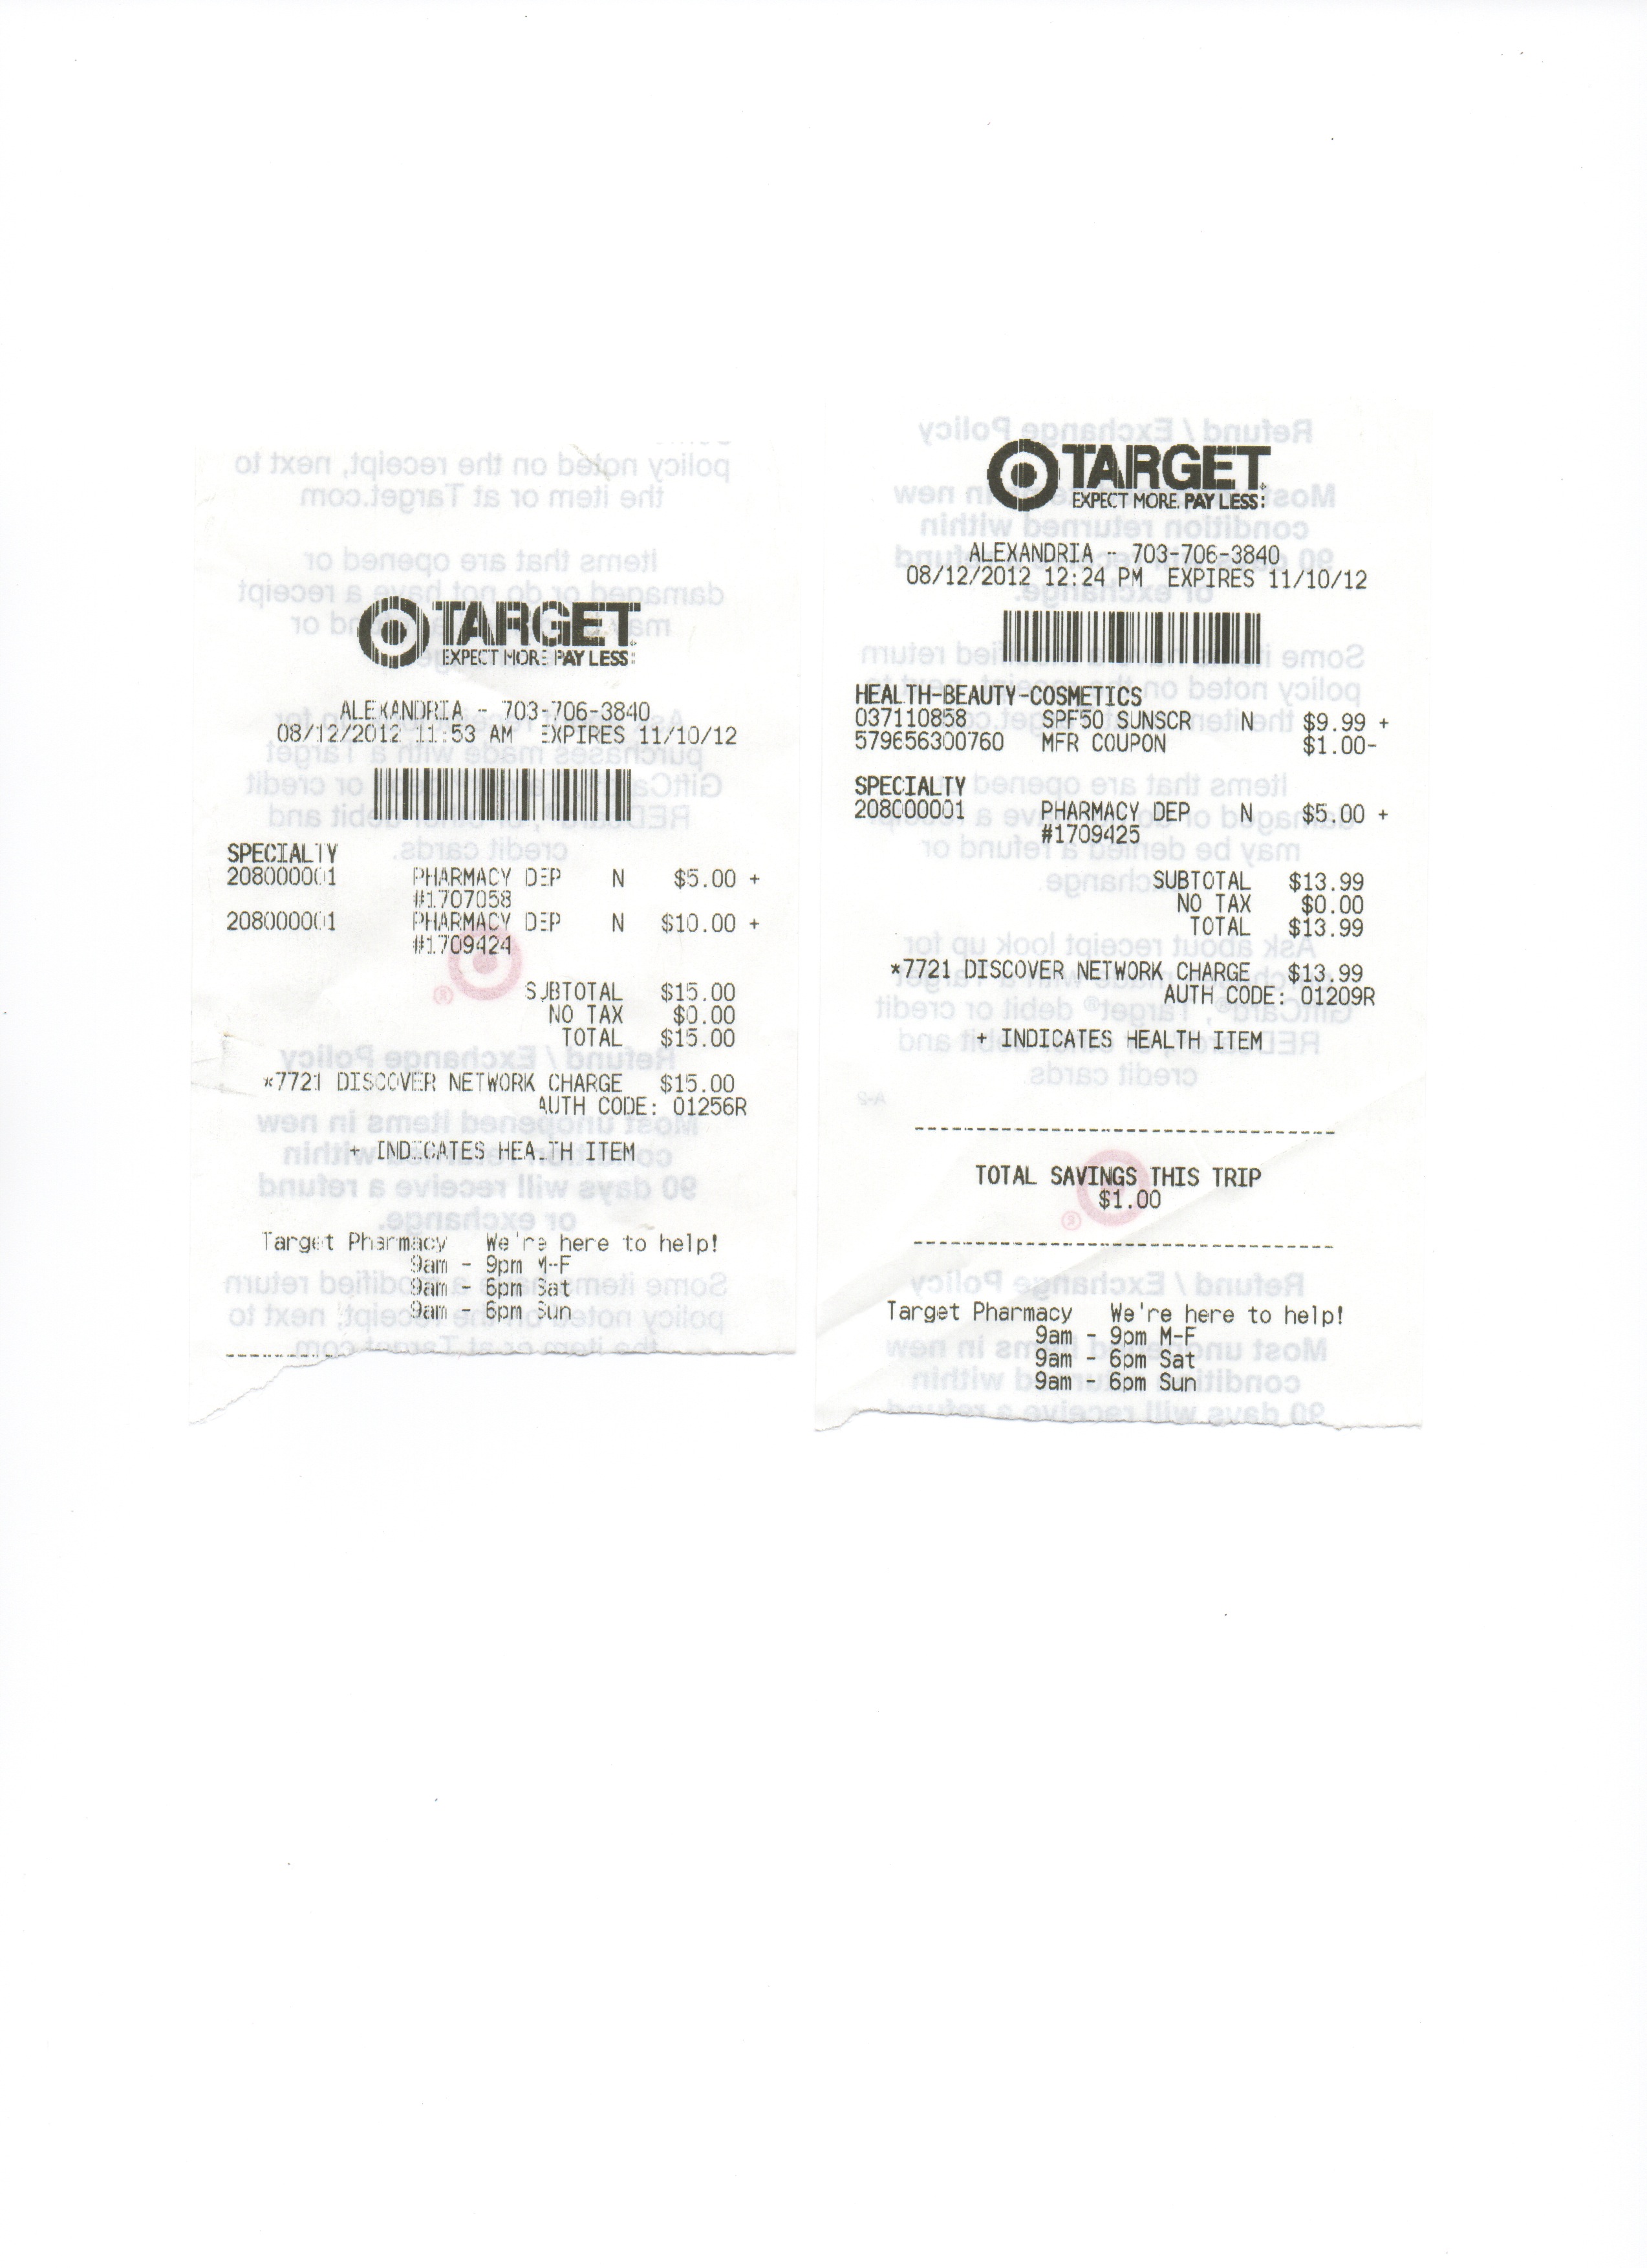 TARGET
EXPECT MORE. PAY LESS.
ALEXANDRIA - 703-706-3840
08/12/2012 11:53 AM EXPIRES 11/10/12
SPECIALTY
208000001 PHARMACY DEP N $5.00 +
#1707058
208000001 PHARMACY DEP N $10.00 +
#1709424
SUBTOTAL $15.00
NO TAX $0.00
TOTAL $15.00
*7721 DISCOVER NETWORK CHARGE $15.00
AUTH CODE: 01256R
+ INDICATES HEALTH ITEM
Target Pharmacy We're here to help!
9am - 9pm M-F
9am - 6pm Sat
9am - 6pm Sun
TARGET
EXPECT MORE. PAY LESS.
ALEXANDRIA - 703-706-3840
08/12/2012 12:24 PM EXPIRES 11/10/12
HEALTH-BEAUTY-COSMETICS
037110858 SPF50 SUNSCR N $9.99 +
579656300760 MFR COUPON $1.00-
SPECIALTY
208000001 PHARMACY DEP N $5.00 +
#1709425
SUBTOTAL $13.99
NO TAX $0.00
TOTAL $13.99
*7721 DISCOVER NETWORK CHARGE $13.99
AUTH CODE: 01209R
+ INDICATES HEALTH ITEM
TOTAL SAVINGS THIS TRIP
$1.00
Target Pharmacy We're here to help!
9am - 9pm M-F
9am - 6pm Sat
9am - 6pm Sun